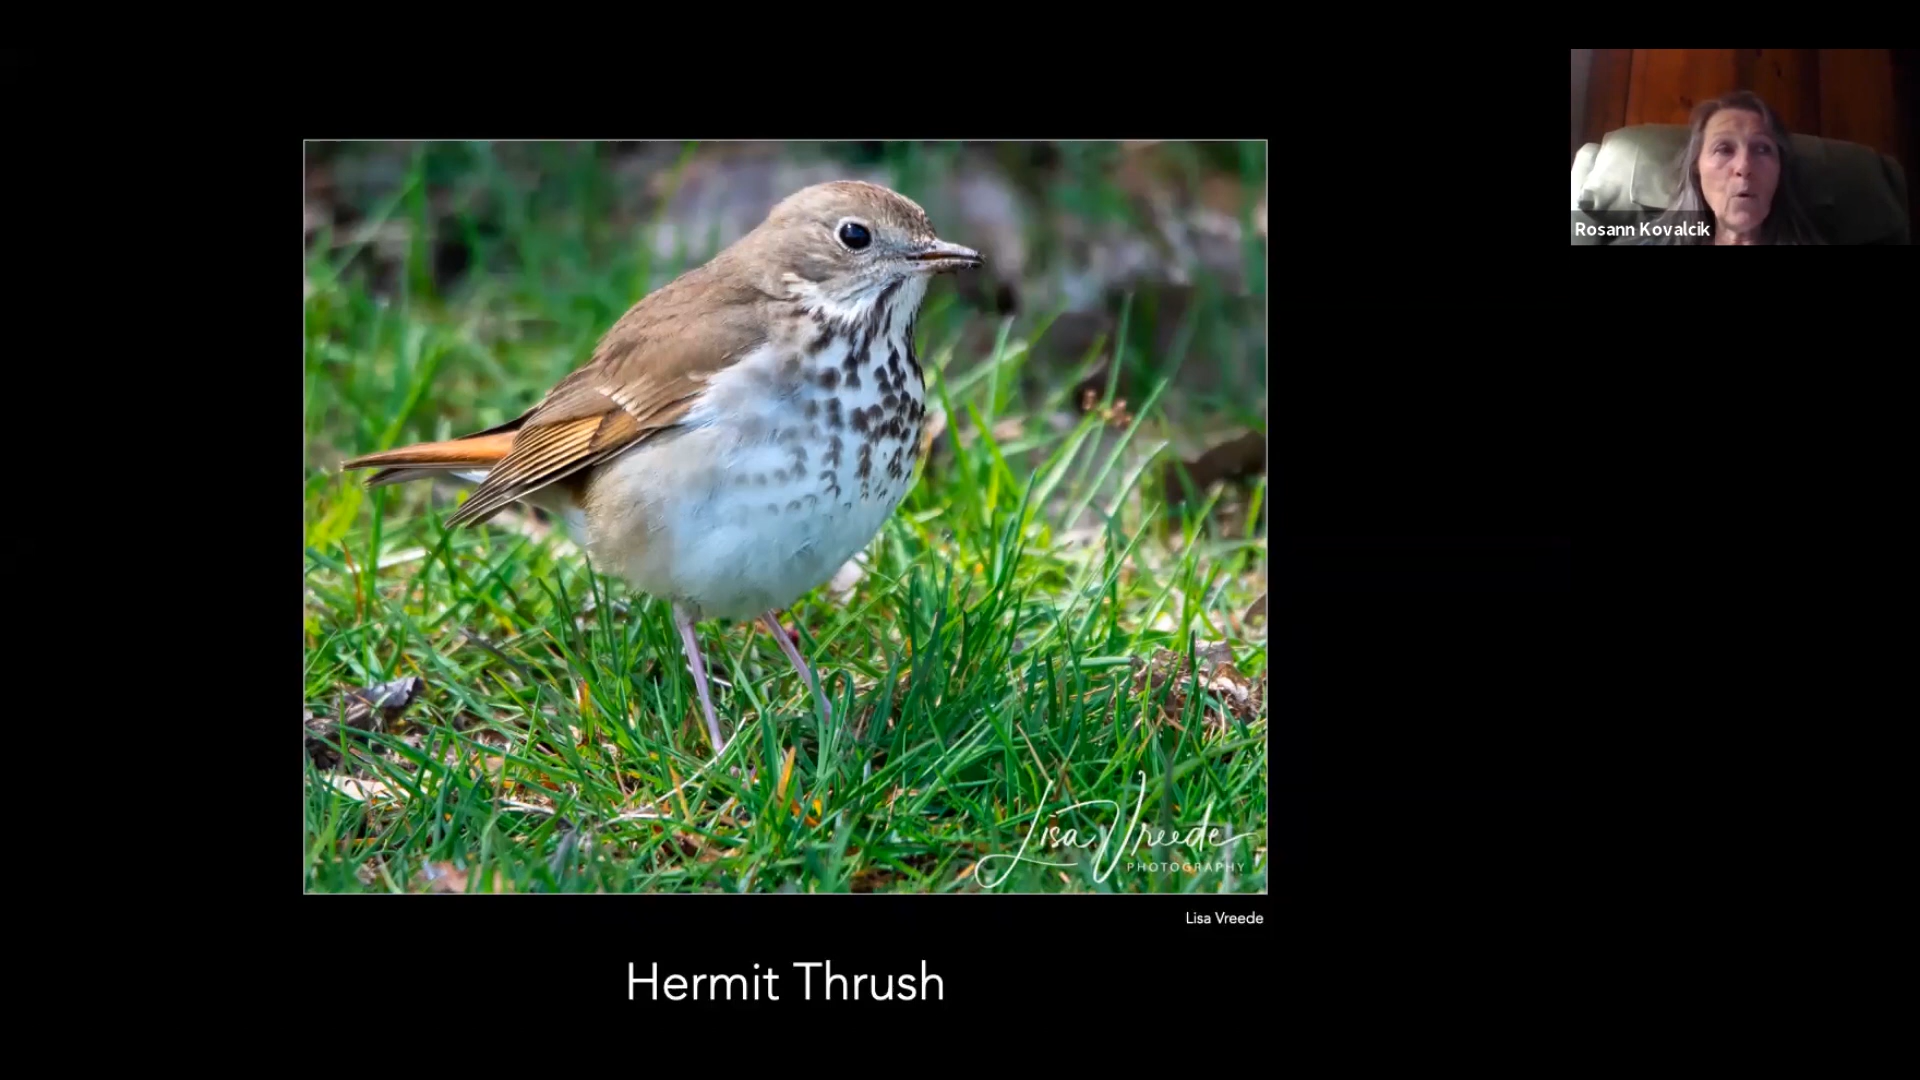 Rosann Kovalcik
Lisa Vreede
PHOTOGRAPHY
Lisa Vreede
Hermit Thrush